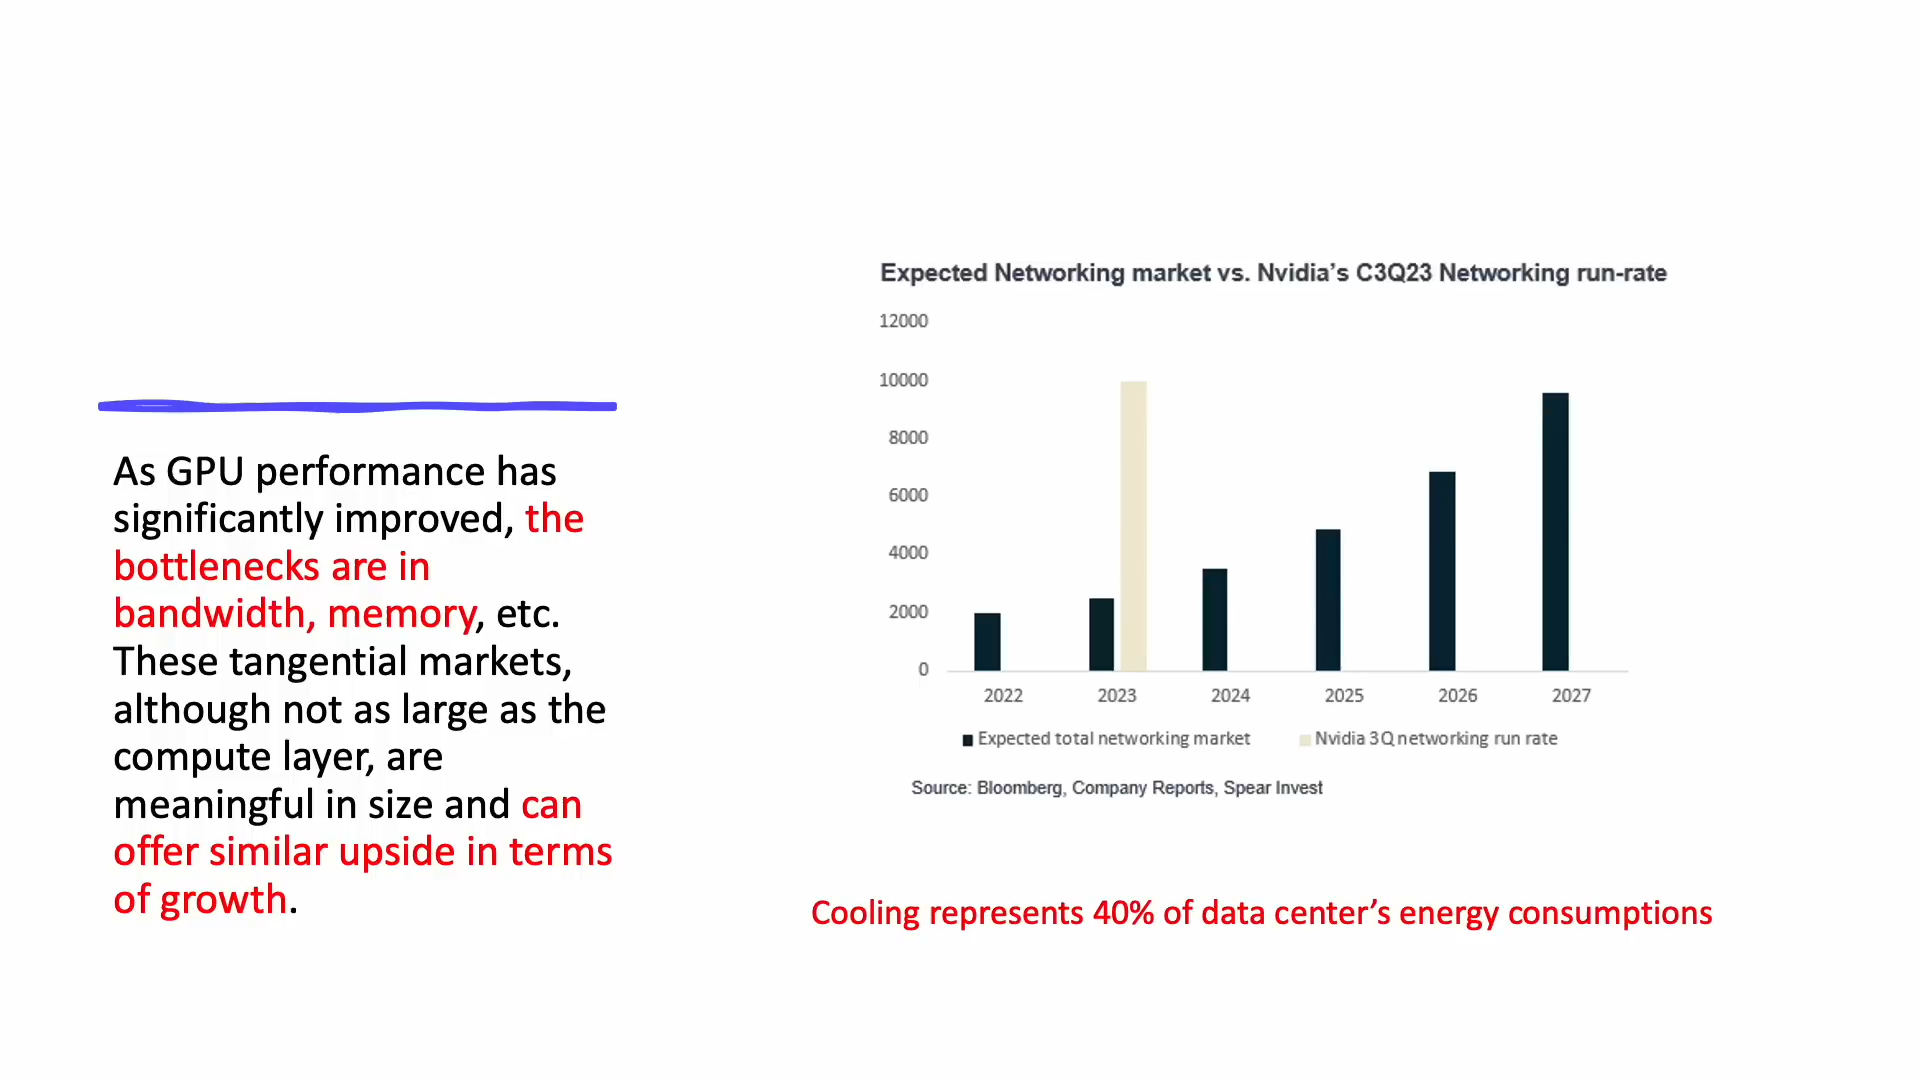 As GPU performance has
significantly improved, the
bottlenecks are in
bandwidth, memory, etc.
These tangential markets,
although not as large as the
compute layer, are
meaningful in size and can
offer similar upside in terms
of growth.
Expected Networking market vs. Nvidia's C3Q23 Networking run-rate
12000
10000
8000
6000
4000
2000
0
2022 2023 2024 2025 2026 2027
Expected total networking market Nvidia 3Q networking run rate
Source: Bloomberg, Company Reports, Spear Invest
Cooling represents 40% of data center’s energy consumptions